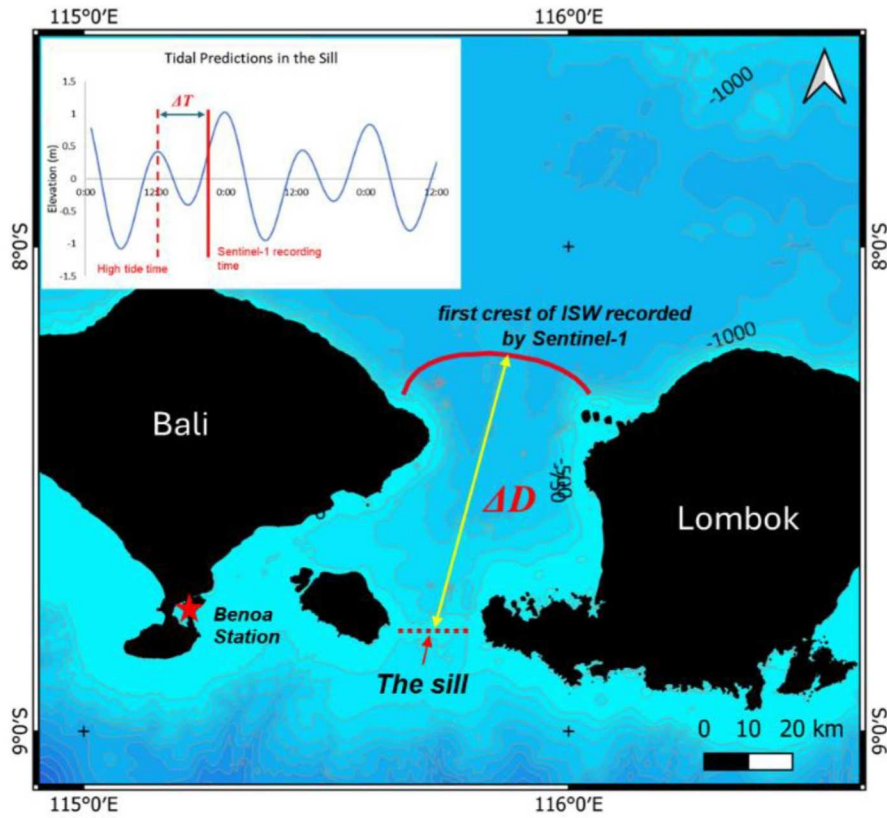 115°0′E
116°0′E
Tidal Predictions in the Sill
1.5
1
0.5
0
-0.5
-1
-1.5
Elevation (m)
ΔT
0:00
12:00
0:00
12:00
0:00
12:00
High tide time
Sentinel-1 recording
time
-1000
8°0′S
8°0′S
first crest of ISW recorded
by Sentinel-1
-1000
Bali
ΔD
-500
-750
Lombok
Benoa
Station
The sill
0 10 20 km
9°0′S
9°0′S
115°0′E
116°0′E